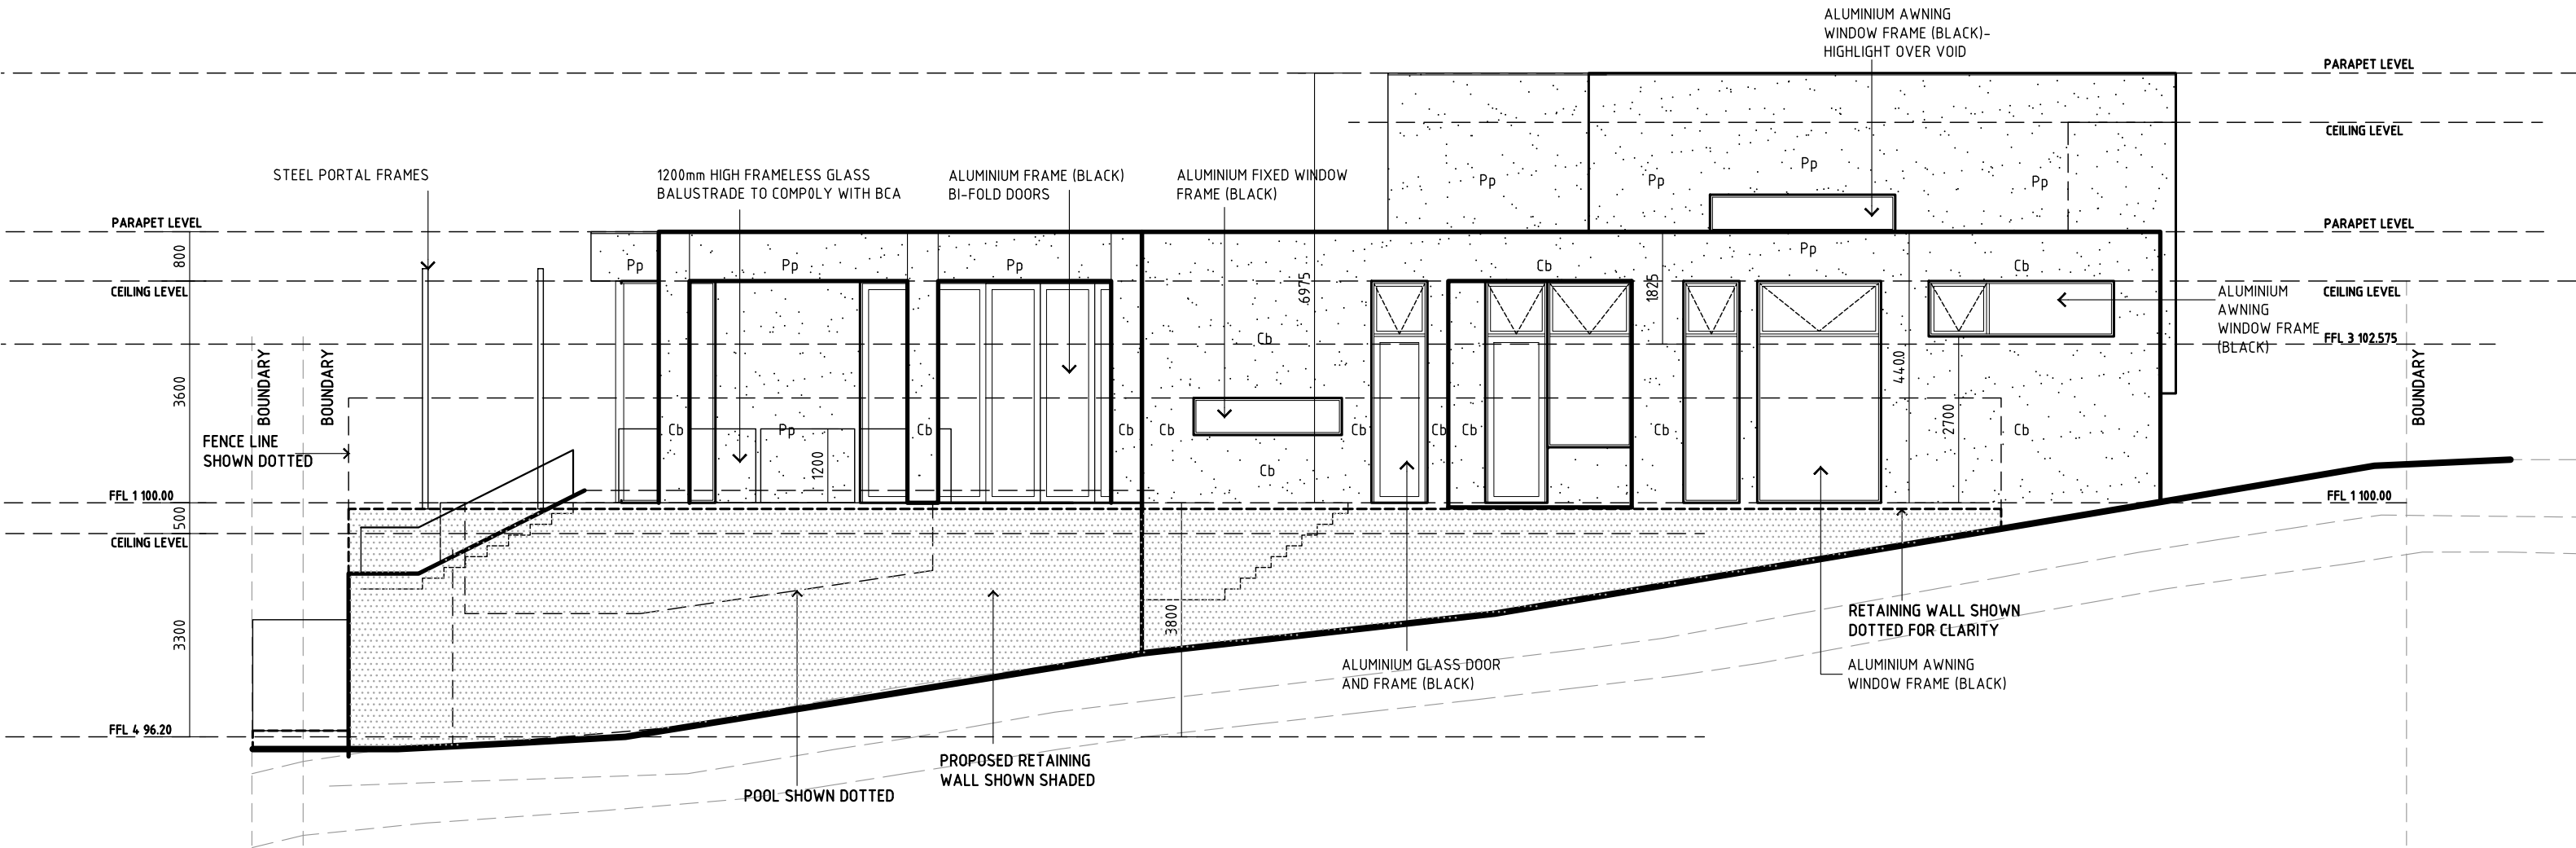 ALUMINIUM AWNING
WINDOW FRAME (BLACK)-
HIGHLIGHT OVER VOID
PARAPET LEVEL
CEILING LEVEL
STEEL PORTAL FRAMES
1200mm HIGH FRAMELESS GLASS
BALUSTRADE TO COMP0LY WITH BCA
ALUMINIUM FRAME (BLACK)
BI-FOLD DOORS
ALUMINIUM FIXED WINDOW
FRAME (BLACK)
Pp
Pp
Pp
Pp
PARAPET LEVEL
PARAPET LEVEL
800
Pp
Pp
Pp
Cb
Pp
Cb
CEILING LEVEL
CEILING LEVEL
6975
1825
ALUMINIUM
AWNING
WINDOW FRAME
(BLACK)
FFL 3 102.575
Cb
BOUNDARY
BOUNDARY
BOUNDARY
3600
4400
2700
FENCE LINE
SHOWN DOTTED
Cb
Pp
Cb
Cb
Cb
Cb
Cb
Cb
Cb
Cb
1200
Cb
FFL 1 100.00
FFL 1 100.00
500
CEILING LEVEL
3300
3800
RETAINING WALL SHOWN
DOTTED FOR CLARITY
ALUMINIUM GLASS DOOR
AND FRAME (BLACK)
ALUMINIUM AWNING
WINDOW FRAME (BLACK)
FFL 4 96.20
PROPOSED RETAINING
WALL SHOWN SHADED
POOL SHOWN DOTTED